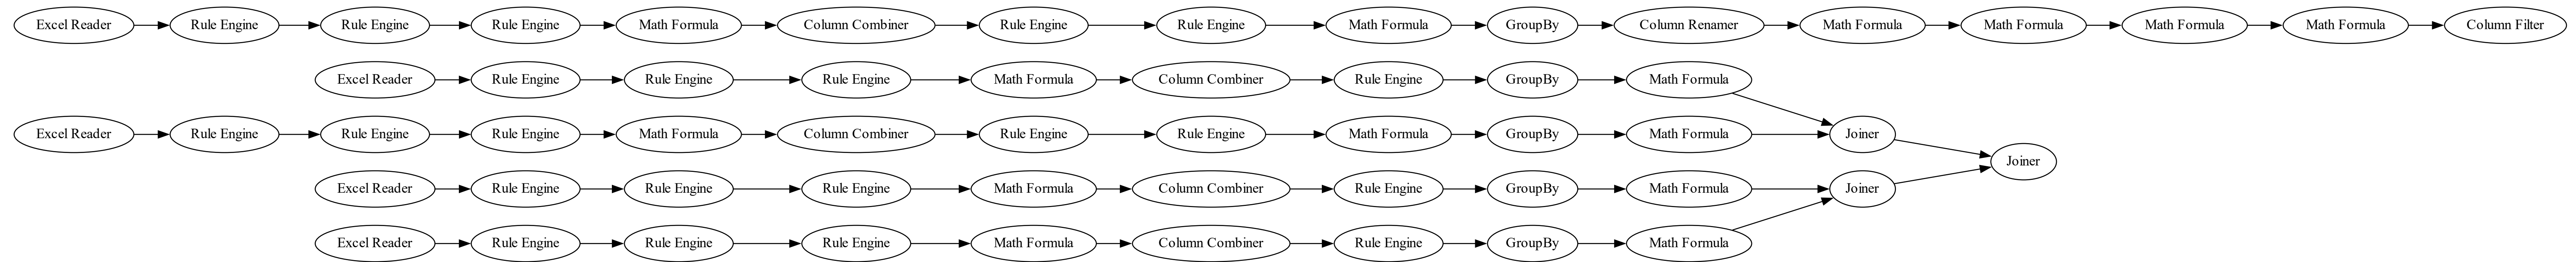 Excel Reader Rule Engine Rule Engine Rule Engine Math Formula Column Combiner Rule Engine Rule Engine Math Formula GroupBy Column Renamer Math Formula Math Formula Math Formula Math Formula Column Filter
Excel Reader Rule Engine Rule Engine Rule Engine Math Formula Column Combiner Rule Engine GroupBy Math Formula
Excel Reader Rule Engine Rule Engine Rule Engine Math Formula Column Combiner Rule Engine Rule Engine Math Formula GroupBy Math Formula Joiner
Joiner
Excel Reader Rule Engine Rule Engine Rule Engine Math Formula Column Combiner Rule Engine GroupBy Math Formula Joiner
Excel Reader Rule Engine Rule Engine Rule Engine Math Formula Column Combiner Rule Engine GroupBy Math Formula